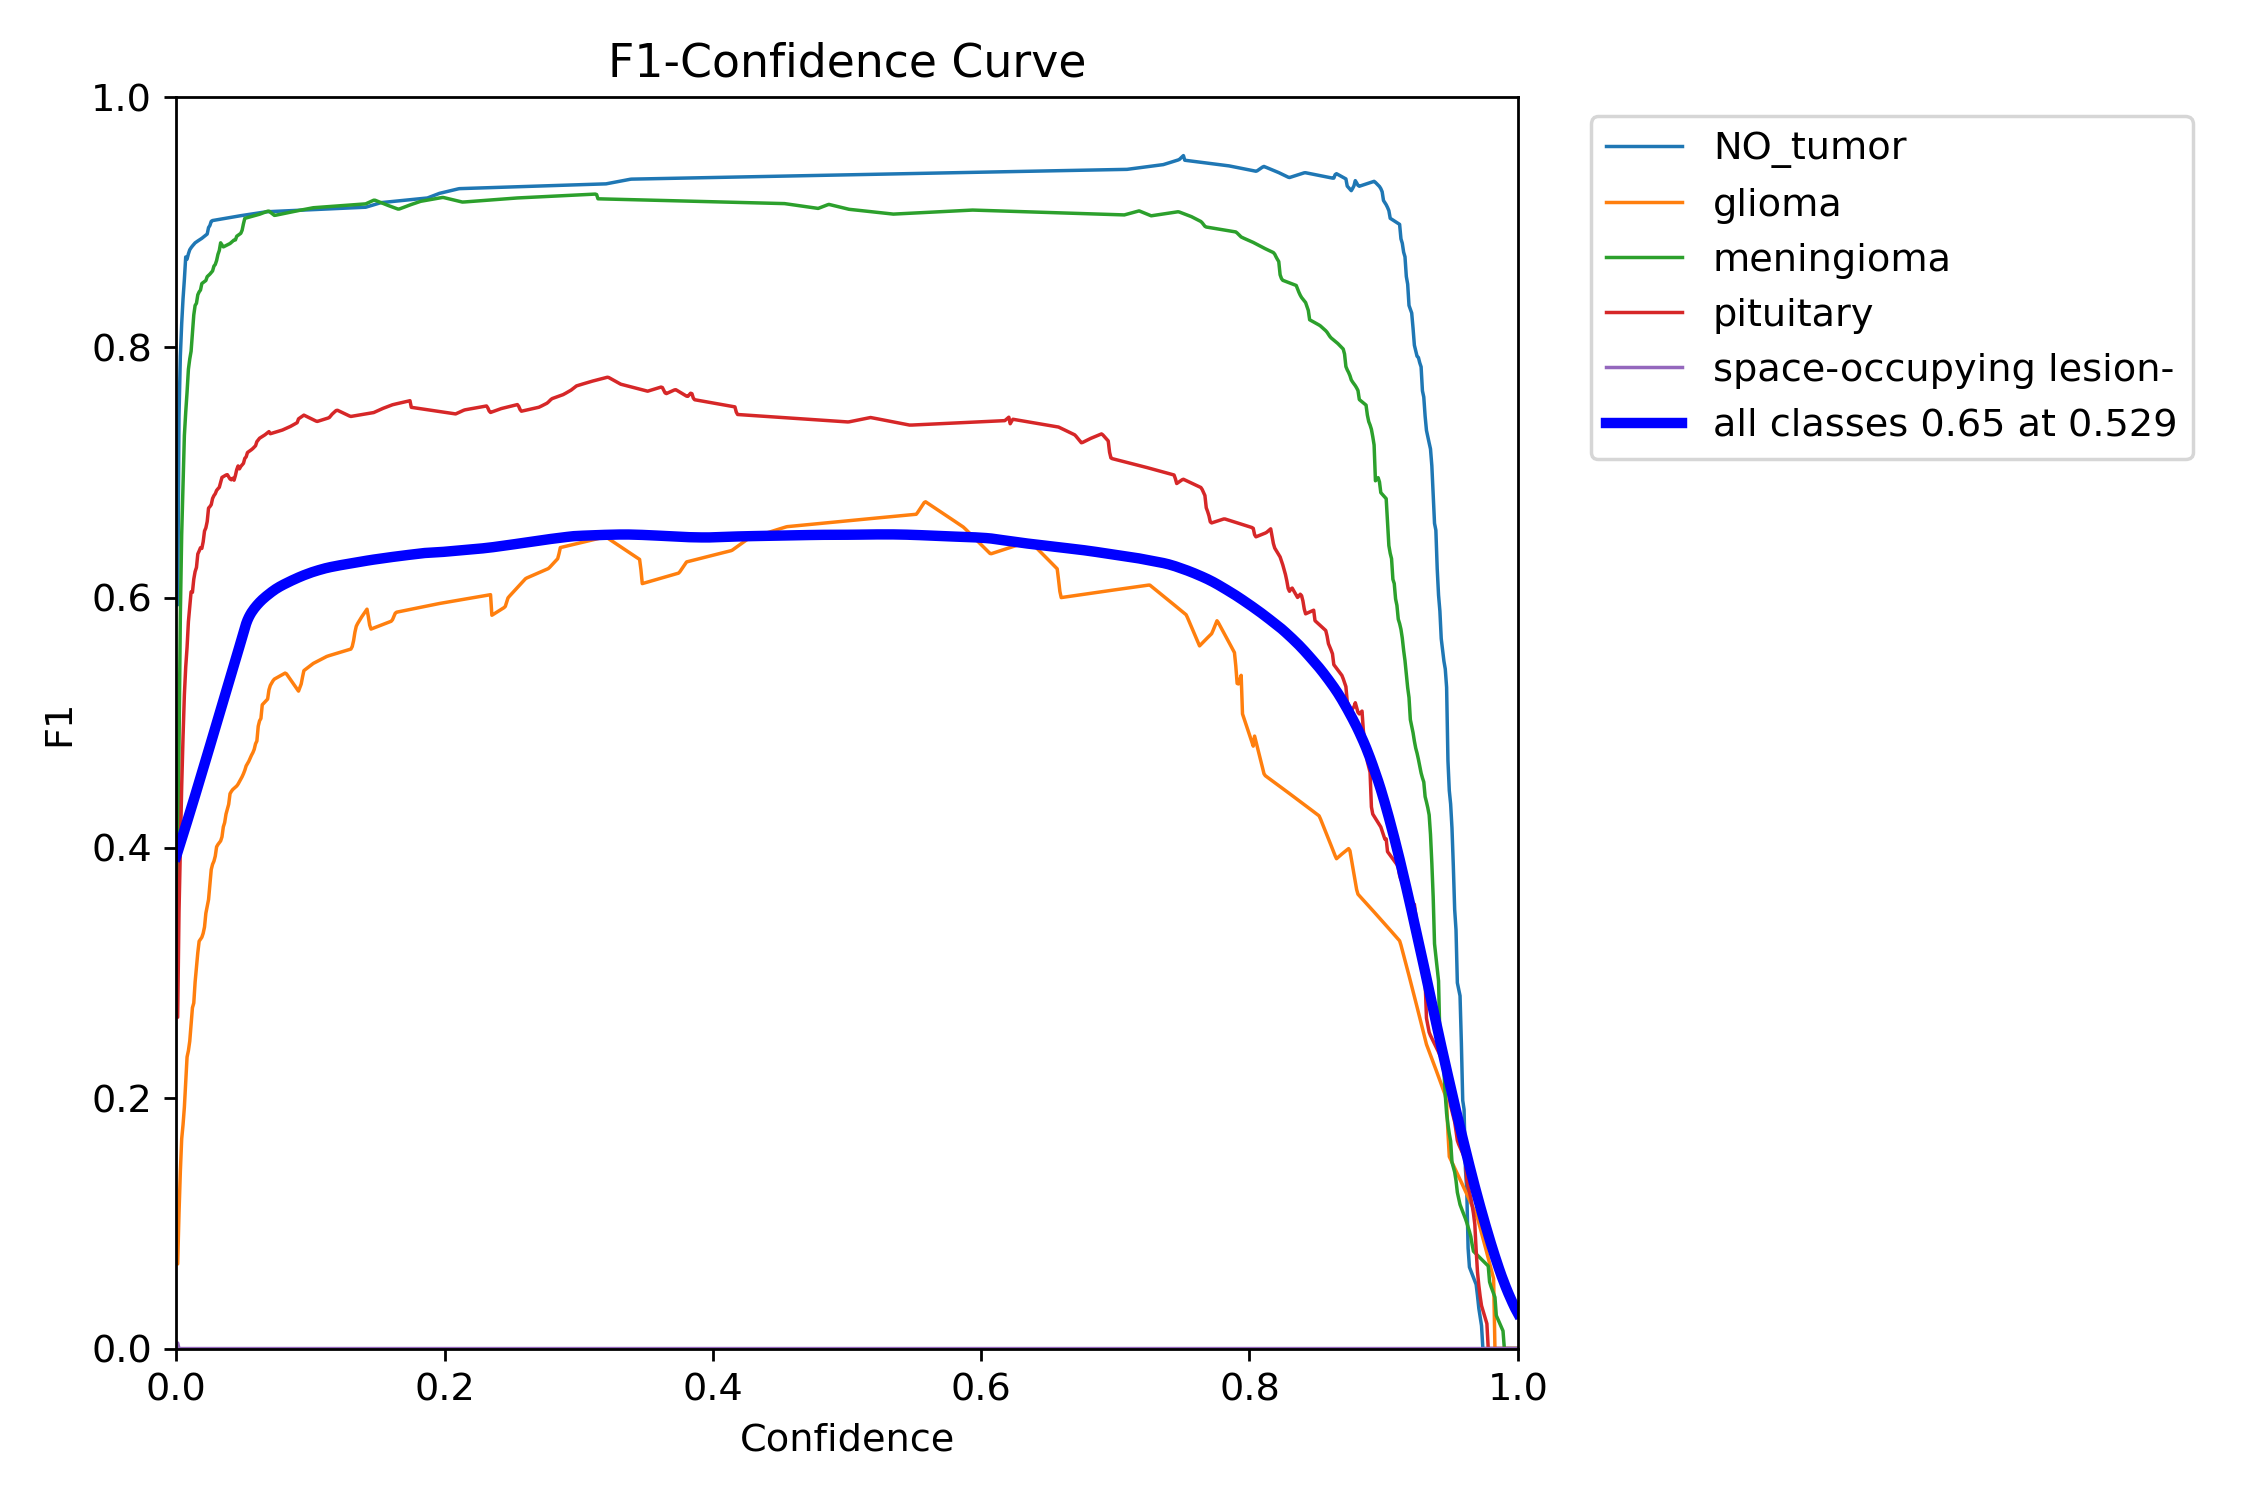 F1-Confidence Curve
1.0
0.8
0.6
0.4
0.2
0.0
F1
0.0 0.2 0.4 0.6 0.8 1.0
Confidence
NO_tumor
glioma
meningioma
pituitary
space-occupying lesion-
all classes 0.65 at 0.529